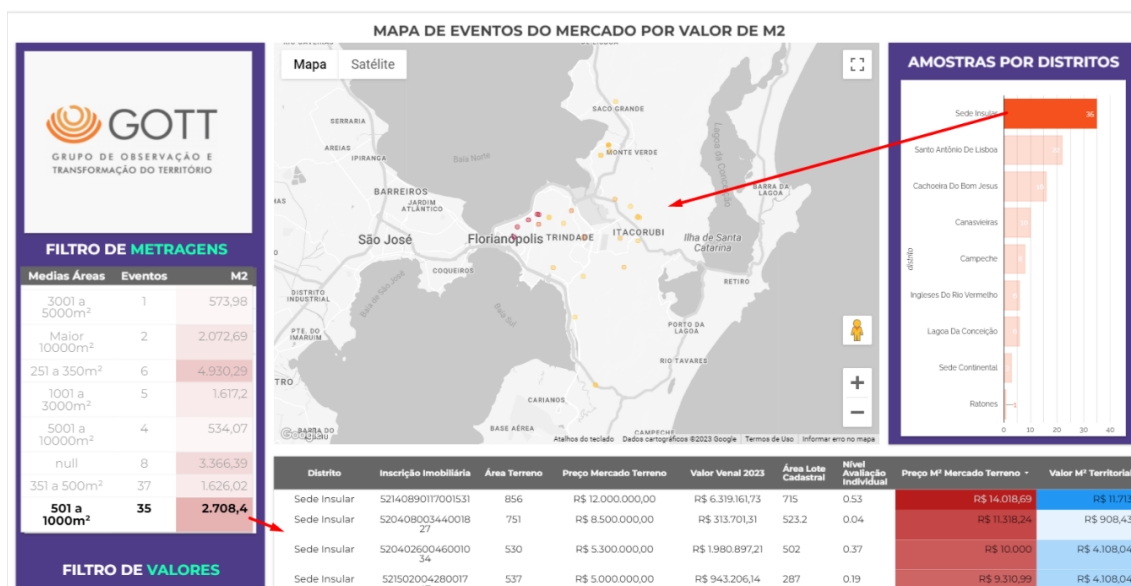 MAPA DE EVENTOS DO MERCADO POR VALOR DE M2
GOTT
GRUPO DE OBSERVAÇÃO E
TRANSFORMAÇÃO DO TERRITÓRIO
FILTRO DE METRAGENS
Medias Áreas Eventos M2
3001 a 5000m² 1 573,98
Maior 10000m² 2 2.072,69
251 a 350m² 6 4.930,29
1001 a 3000m² 5 1.617,2
5001 a 10000m² 4 534,07
null 8 3.366,39
351 a 500m² 37 1.626,02
501 a 1000m² 35 2.708,4
FILTRO DE VALORES
Mapa Satélite
SACO GRANDE
SERRARIA
AREIAS
IPIRANGA
Baia Norte
MONTE VERDE
Lagoa da Conceição
BARREIROS
JARDIM ATLÂNTICO
BARRA DA LAGOA
São José
Florianópolis
TRINDADE
ITACORUBI
Ilha de Santa Catarina
COQUEIROS
RETIRO
DISTRITO INDUSTRIAL
Baia de São José
Baia Sul
PTE. DO IMARUIM
PORTO DA LAGOA
RIO TAVARES
TRO
CARIANOS
BARRA DO
BASE AÉREA
CAMPECHE
Google
Atalhos do teclado Dados cartográficos ©2023 Google Termos de Uso Informar erro no mapa
AMOSTRAS POR DISTRITOS
distrito
Sede Insular
Santo Antônio De Lisboa
Cachoeira Do Bom Jesus
Canasvieiras
Campeche
Ingleses Do Rio Vermelho
Lagoa Da Conceição
Sede Continental
Ratones
0 10 20 30 40
Distrito Inscrição Imobiliária Área Terreno Preço Mercado Terreno Valor Venal 2023 Área Lote Cadastral Nível Avaliação Individual Preço M² Mercado Terreno Valor M² Territorial
Sede Insular 52140890117001531 856 R$ 12.000.000,00 R$ 6.319.161,73 715 0.53 R$ 14.018,69 R$ 11.713
Sede Insular 52040800344001827 751 R$ 8.500.000,00 R$ 313.701,31 523.2 0.04 R$ 11.318,24 R$ 908,43
Sede Insular 52040260046001034 530 R$ 5.300.000,00 R$ 1.980.897,21 502 0.37 R$ 10.000 R$ 4.108,04
Sede Insular 521502004280017 537 R$ 5.000.000,00 R$ 943.206,14 287 0.19 R$ 9.310,99 R$ 4.108,04